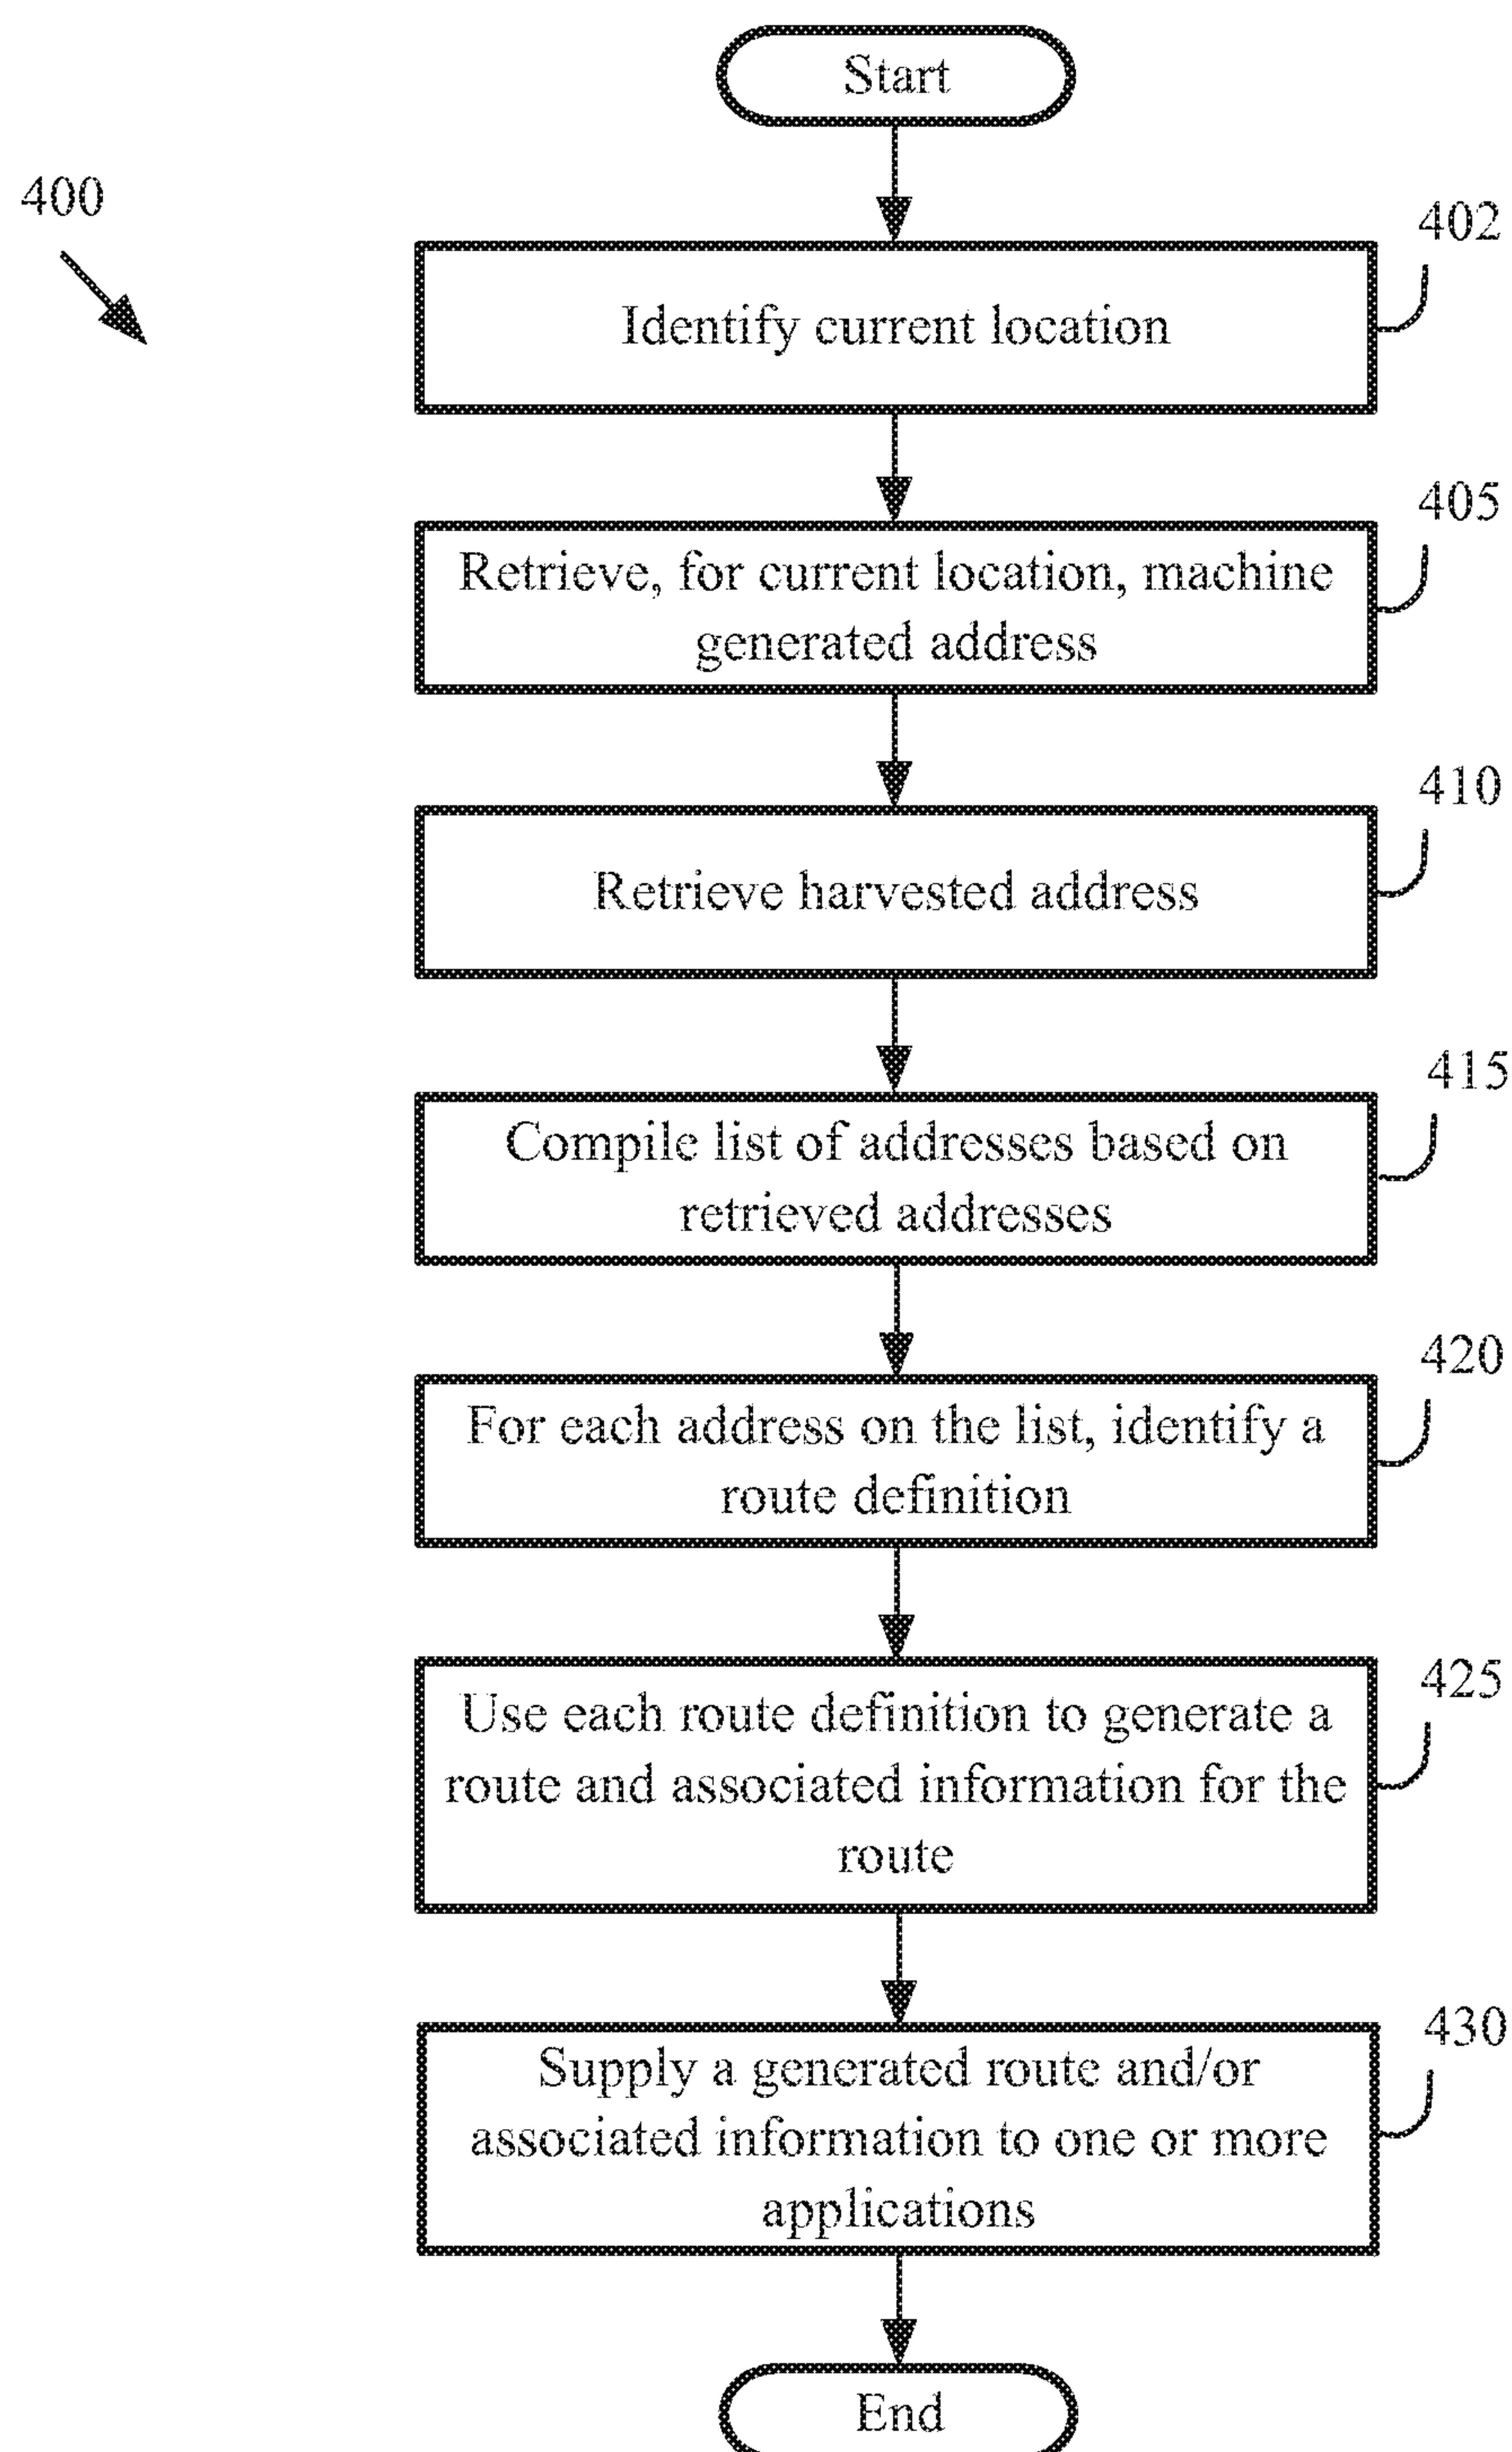 Start
400
402
Identify current location
405
Retrieve, for current location, machine
generated address
410
Retrieve harvested address
415
Compile list of addresses based on
retrieved addresses
420
For each address on the list, identify a
route definition
425
Use each route definition to generate a
route and associated information for the
route
430
Supply a generated route and/or
associated information to one or more
applications
End